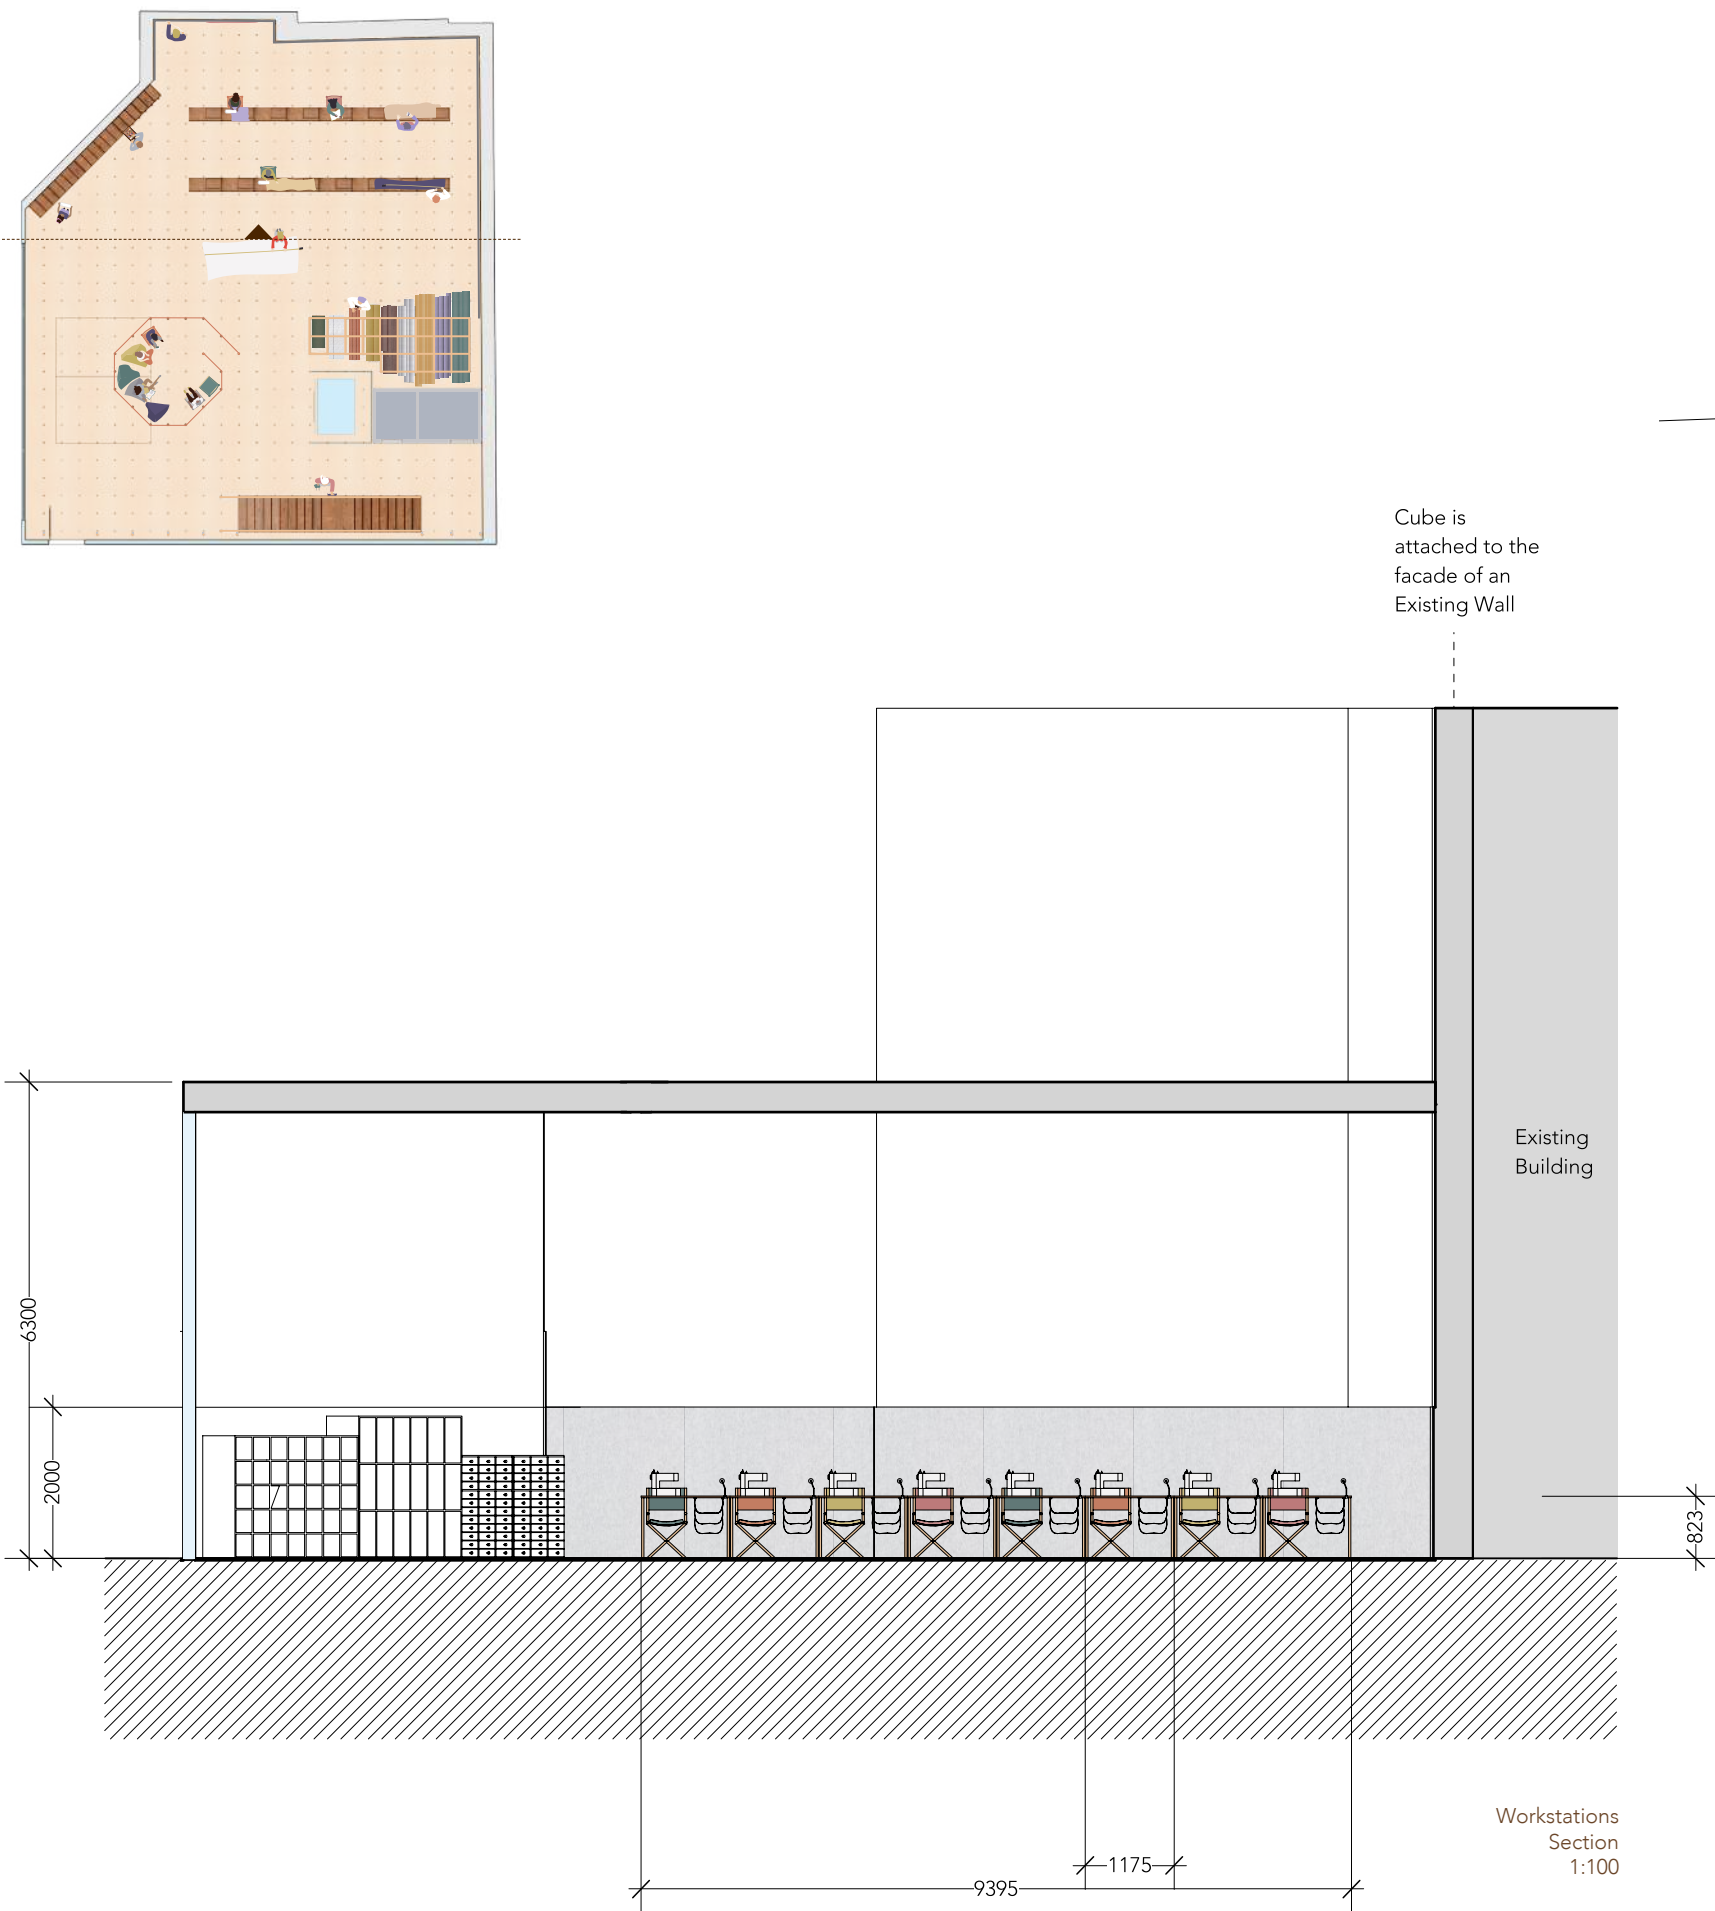 Cube is
attached to the
facade of an
Existing Wall
Existing
Building
6300
2000
823
1175
9395
Workstations
Section
1:100